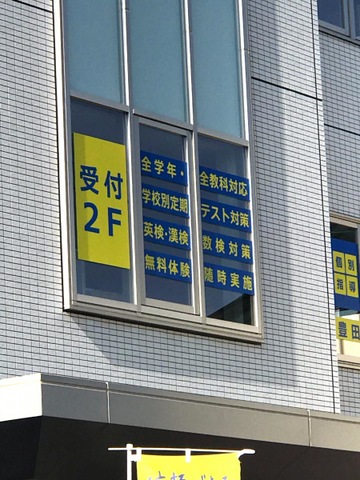 受付
2F
全学年・全教科対応
学校別定期テスト対策
英検・漢検 数検対策
無料体験 随時実施
個別
指導
豊田